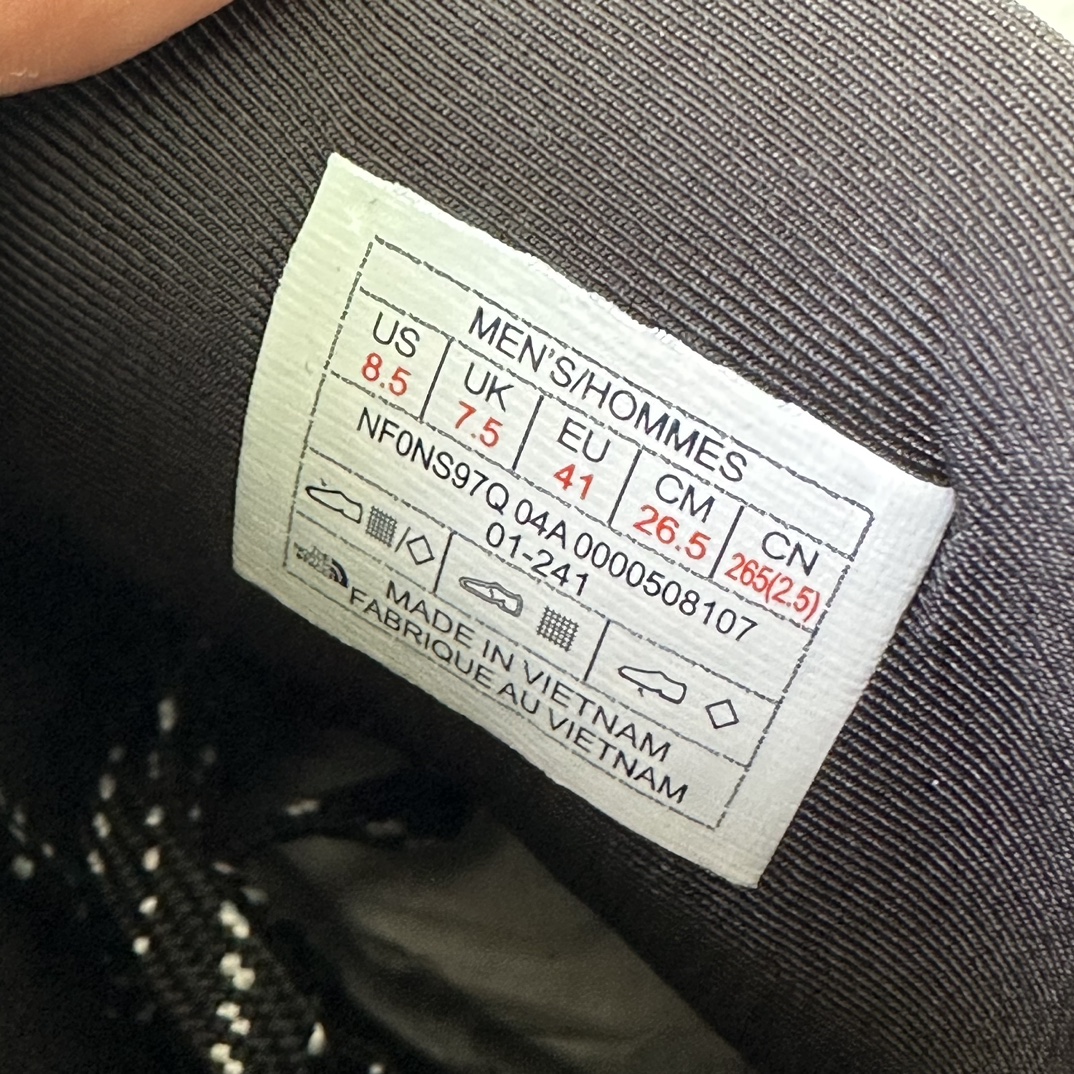 MEN'S/HOMMES
US UK EU CM CN
8.5 7.5 41 26.5 265(2.5)
NF0NS97Q 04A 0000508107
01-241
MADE IN VIETNAM
FABRIQUE AU VIETNAM